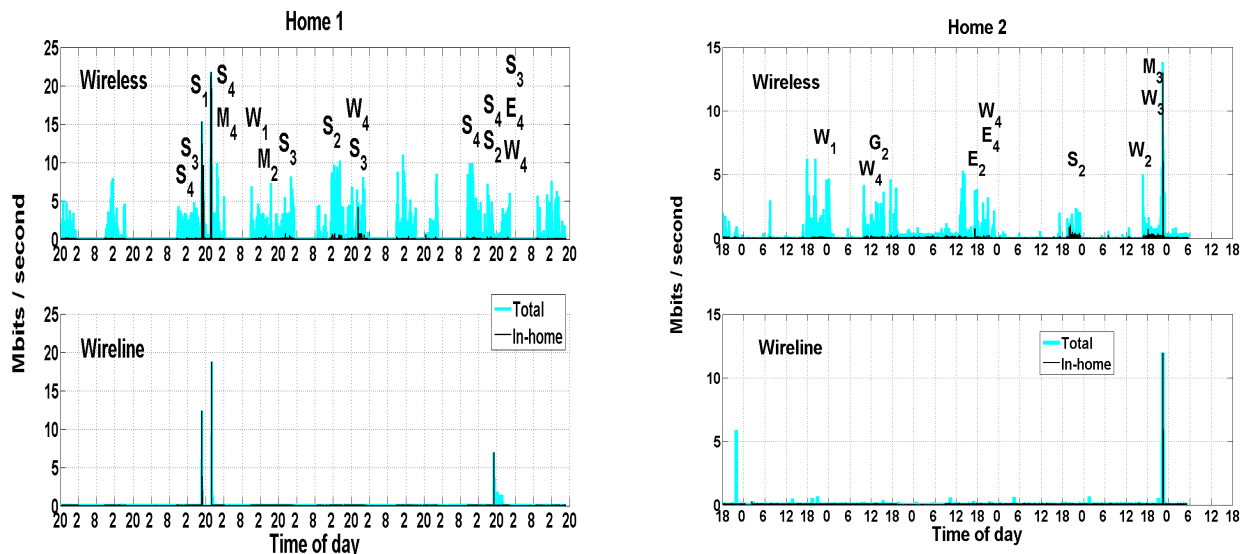 Home 1
Wireless
25
20
15
10
5
0
S₄ S₃ S₁ S₄ M₄ W₁ M₂ S₃ S₂ W₄ S₃ S₄ S₄ S₂ S₃ E₄ W₄
20 2 8 2 20 2 8 2 20 2 8 2 20 2 8 2 20 2 8 2 20 2 8 2 20 2 8 2 20
Mbits / second
Wireline
Total
In-home
25
20
15
10
5
0
20 2 8 2 20 2 8 2 20 2 8 2 20 2 8 2 20 2 8 2 20 2 8 2 20 2 8 2 20
Time of day
Home 2
Wireless
15
10
5
0
W₁ W₄ G₂ E₂ W₄ E₄ S₂ W₂ M₃ W₃
18 0 6 12 18 0 6 12 18 0 6 12 18 0 6 12 18 0 6 12 18 0 6 12 18
Mbits / second
Wireline
Total
In-home
15
10
5
0
18 0 6 12 18 0 6 12 18 0 6 12 18 0 6 12 18 0 6 12 18 0 6 12 18
Time of day